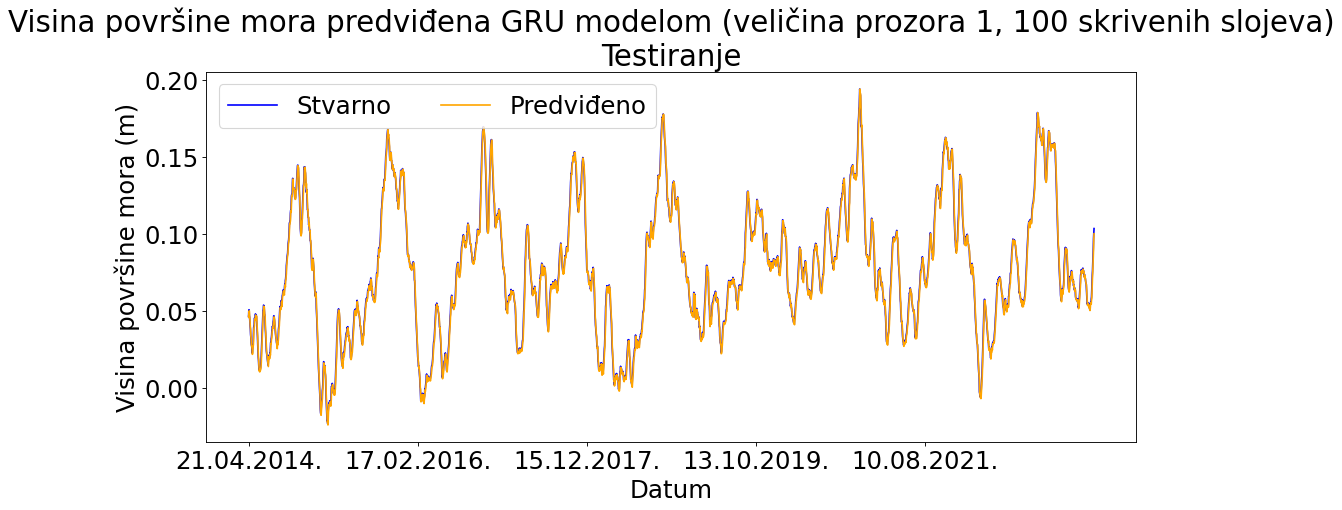 Visina površine mora predviđena GRU modelom (veličina prozora 1, 100 skrivenih slojeva)
Testiranje
Stvarno Predviđeno
Visina površine mora (m)
0.20
0.15
0.10
0.05
0.00
21.04.2014. 17.02.2016. 15.12.2017. 13.10.2019. 10.08.2021.
Datum